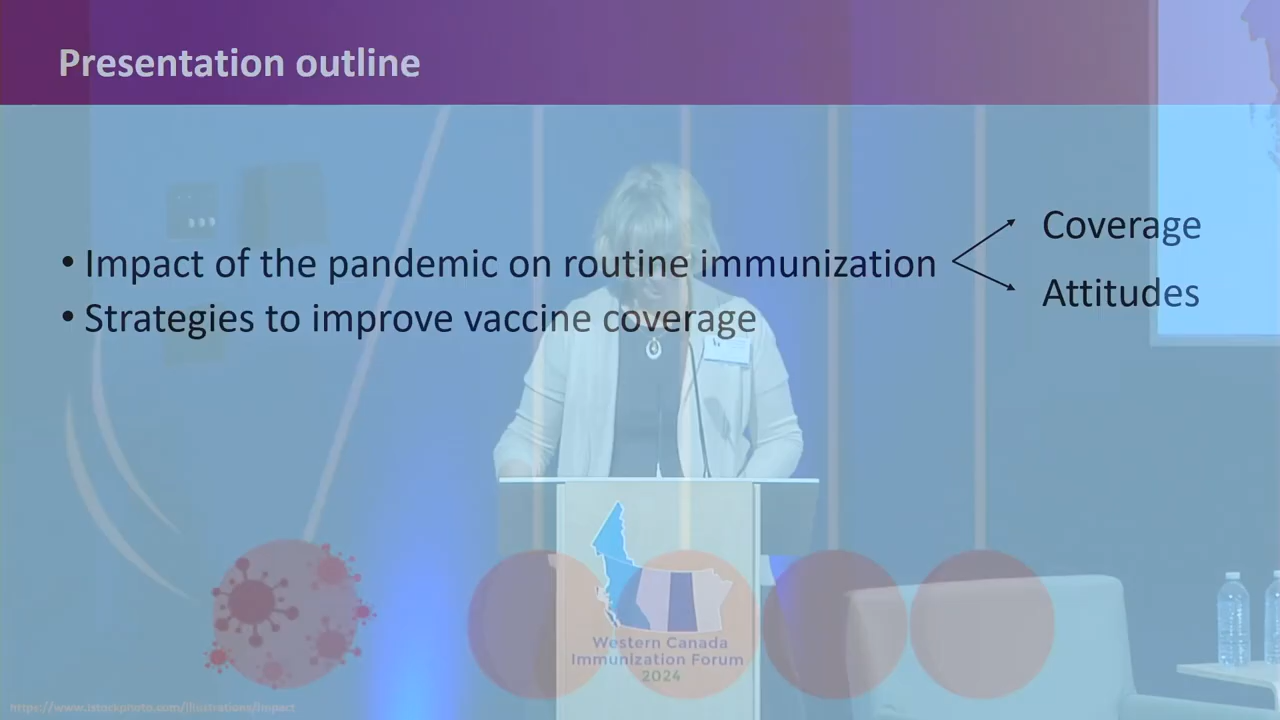 Presentation outline
• Impact of the pandemic on routine immunization
Coverage
Attitudes
• Strategies to improve vaccine coverage
Western Canada
Immunization Forum
2024
https://www.istockphoto.com/illustrations/impact